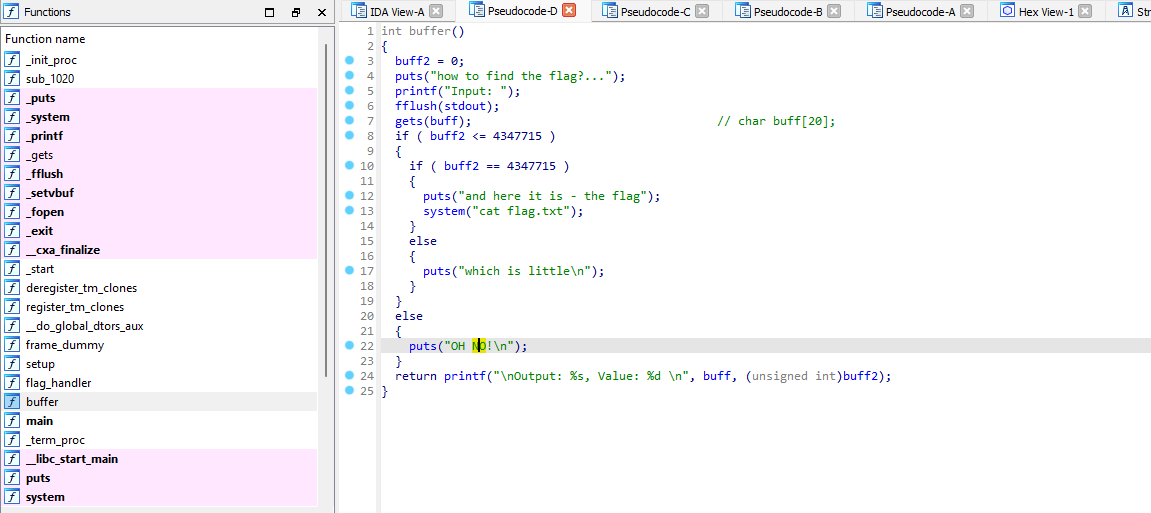 Functions
Function name
_init_proc
sub_1020
_puts
_system
_printf
_gets
_fflush
_setvbuf
_fopen
_exit
__cxa_finalize
_start
deregister_tm_clones
register_tm_clones
__do_global_dtors_aux
frame_dummy
setup
flag_handler
buffer
main
_term_proc
__libc_start_main
puts
system
IDA View-A Pseudocode-D Pseudocode-C Pseudocode-B Pseudocode-A Hex View-1 Str
1 int buffer()
2 {
3 buff2 = 0;
4 puts("how to find the flag?...");
5 printf("Input: ");
6 fflush(stdout);
7 gets(buff); // char buff[20];
8 if ( buff2 <= 4347715 )
9 {
10 if ( buff2 == 4347715 )
11 {
12 puts("and here it is - the flag");
13 system("cat flag.txt");
14 }
15 else
16 {
17 puts("which is little\n");
18 }
19 }
20 else
21 {
22 puts("OH NO!\n");
23 }
24 return printf("\nOutput: %s, Value: %d \n", buff, (unsigned int)buff2);
25 }